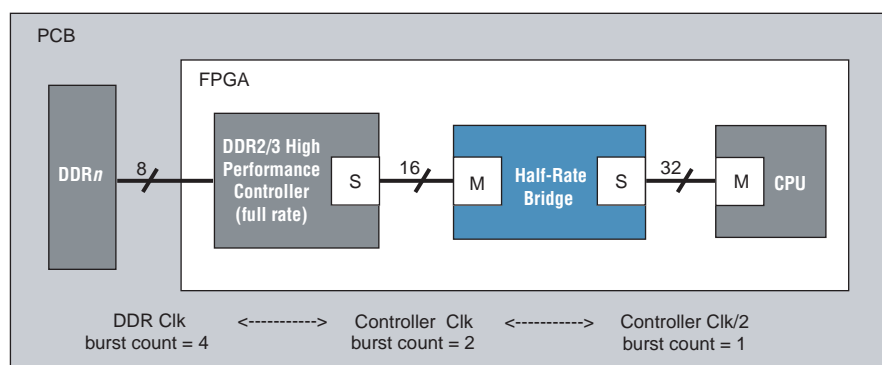 PCB
FPGA
DDRn
8
DDR2/3 High
Performance
Controller
(full rate)
S
16
M
Half-Rate
Bridge
S
32
M
CPU
DDR Clk <-----------> Controller Clk <-----------> Controller Clk/2
burst count = 4 burst count = 2 burst count = 1